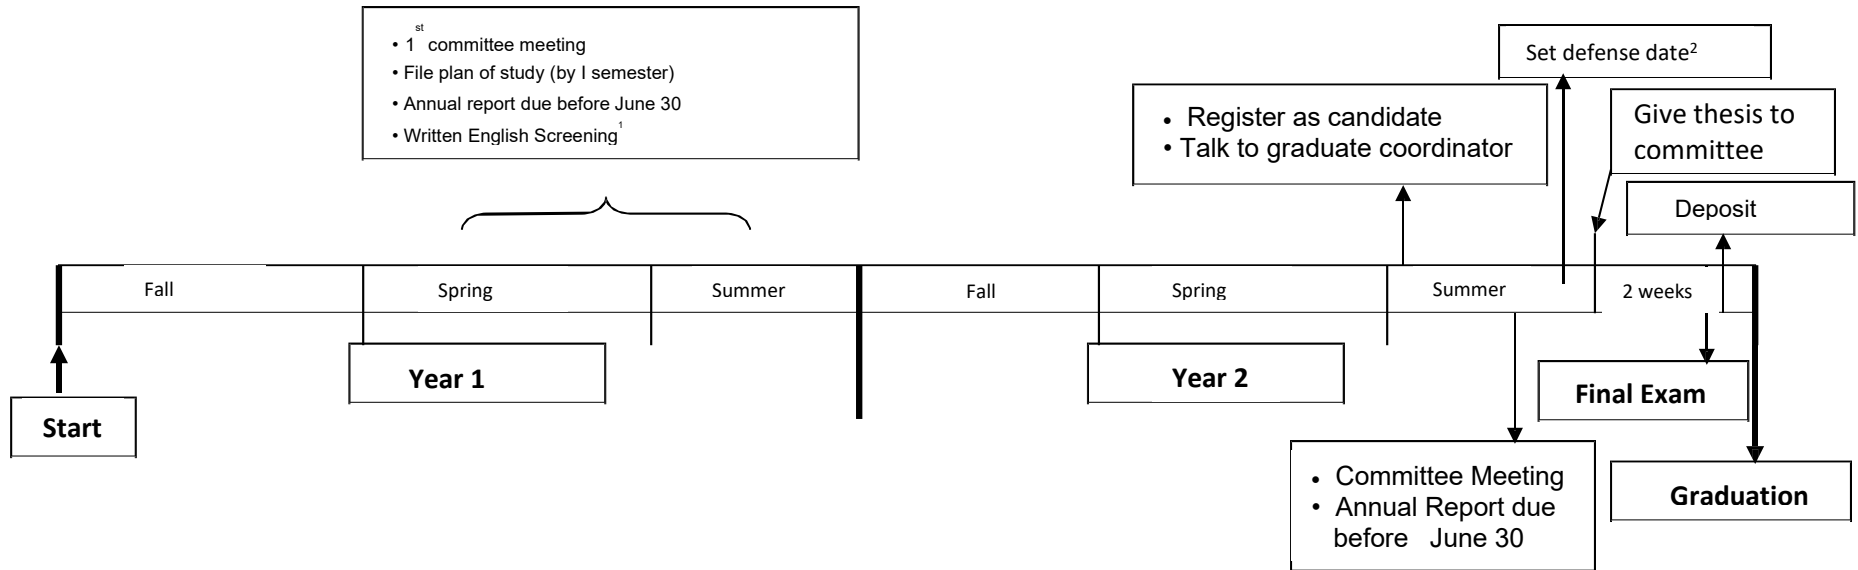 • 1st committee meeting
• File plan of study (by I semester)
• Annual report due before June 30
• Written English Screening1
Set defense date2
• Register as candidate
• Talk to graduate coordinator
Give thesis to
committee
Deposit
Fall
Spring
Summer
Fall
Spring
Summer
2 weeks
Start
Year 1
Year 2
Final Exam
• Committee Meeting
• Annual Report due
before June 30
Graduation